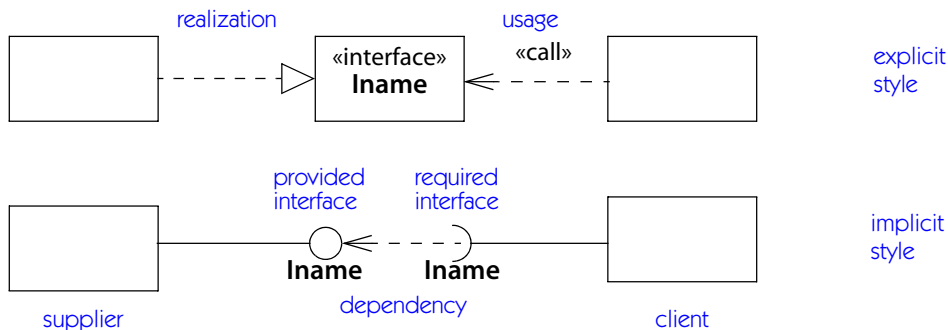 realization
usage
«interface»
Iname
«call»
explicit
style
provided
interface
required
interface
implicit
style
Iname
Iname
dependency
supplier
client